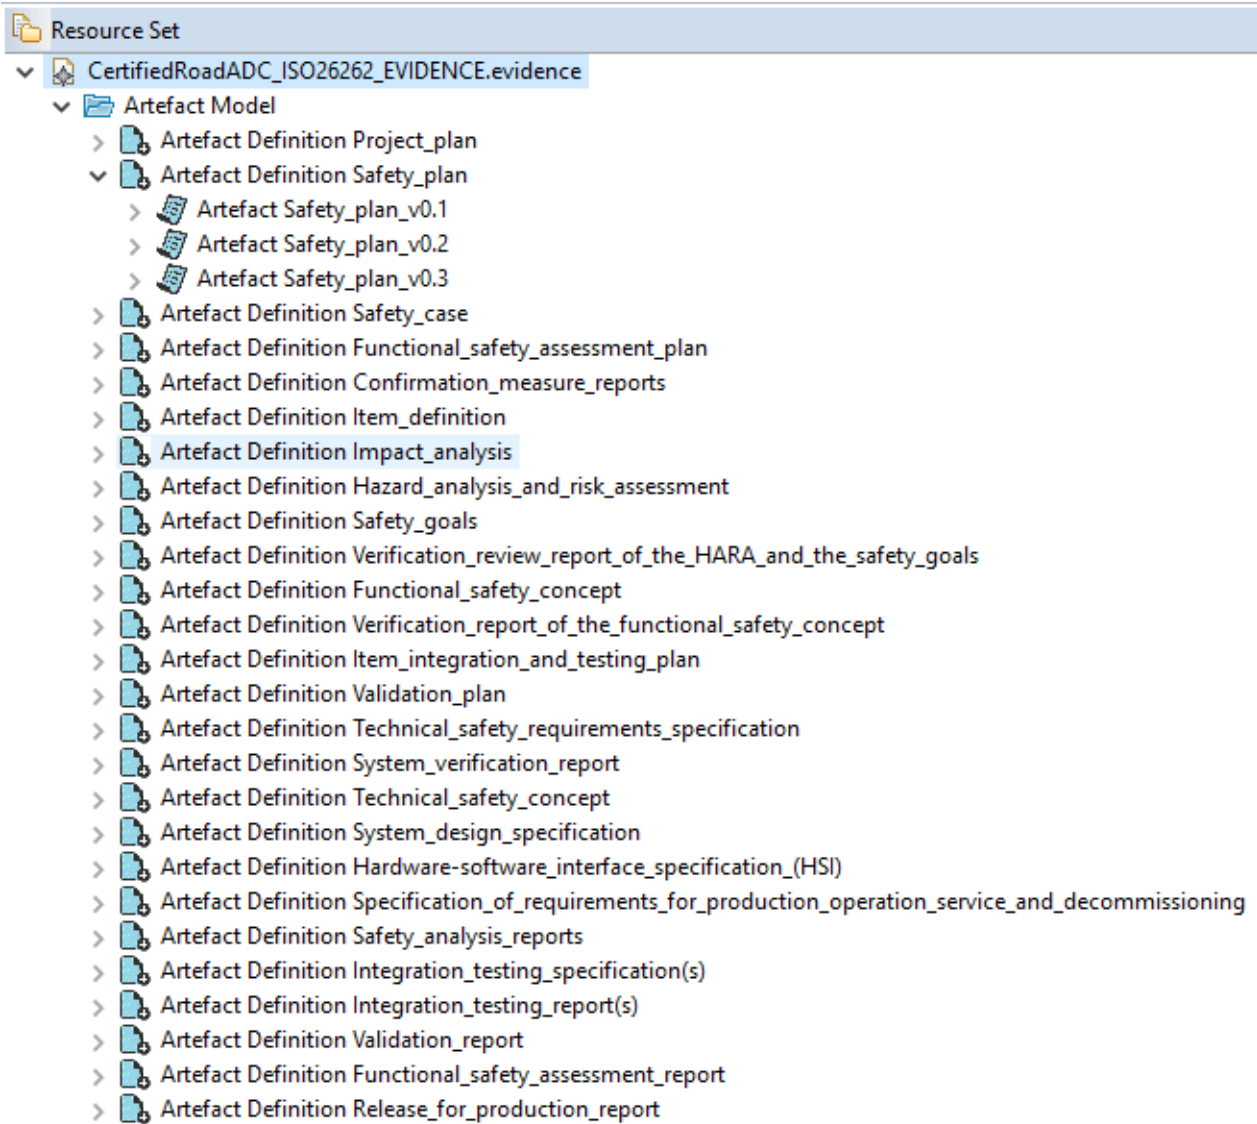 Resource Set
CertifiedRoadADC_ISO26262_EVIDENCE.evidence
Artefact Model
Artefact Definition Project_plan
Artefact Definition Safety_plan
Artefact Safety_plan_v0.1
Artefact Safety_plan_v0.2
Artefact Safety_plan_v0.3
Artefact Definition Safety_case
Artefact Definition Functional_safety_assessment_plan
Artefact Definition Confirmation_measure_reports
Artefact Definition Item_definition
Artefact Definition Impact_analysis
Artefact Definition Hazard_analysis_and_risk_assessment
Artefact Definition Safety_goals
Artefact Definition Verification_review_report_of_the_HARA_and_the_safety_goals
Artefact Definition Functional_safety_concept
Artefact Definition Verification_report_of_the_functional_safety_concept
Artefact Definition Item_integration_and_testing_plan
Artefact Definition Validation_plan
Artefact Definition Technical_safety_requirements_specification
Artefact Definition System_verification_report
Artefact Definition Technical_safety_concept
Artefact Definition System_design_specification
Artefact Definition Hardware-software_interface_specification_(HSI)
Artefact Definition Specification_of_requirements_for_production_operation_service_and_decommissioning
Artefact Definition Safety_analysis_reports
Artefact Definition Integration_testing_specification(s)
Artefact Definition Integration_testing_report(s)
Artefact Definition Validation_report
Artefact Definition Functional_safety_assessment_report
Artefact Definition Release_for_production_report